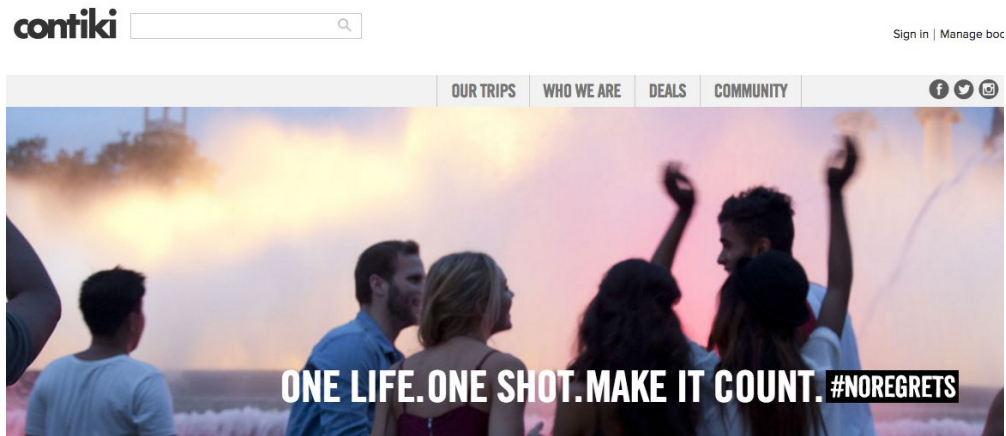 contiki
Sign in | Manage boo
OUR TRIPS WHO WE ARE DEALS COMMUNITY
ONE LIFE. ONE SHOT. MAKE IT COUNT. #NOREGRETS